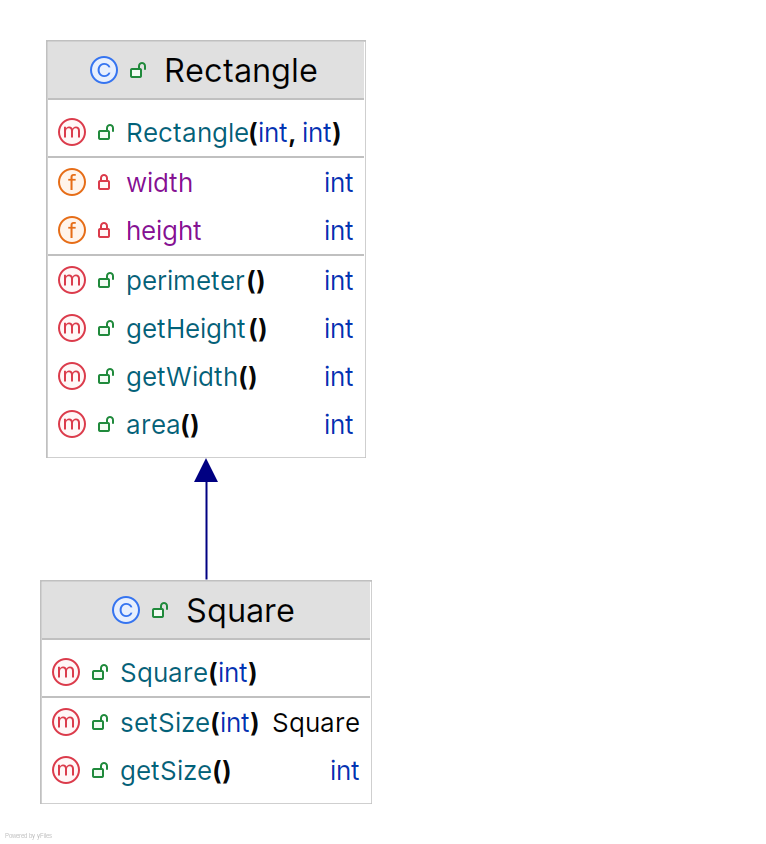 C Rectangle
m Rectangle(int, int)
f width int
f height int
m perimeter() int
m getHeight() int
m getWidth() int
m area() int
C Square
m Square(int)
m setSize(int) Square
m getSize() int
Powered by yFiles